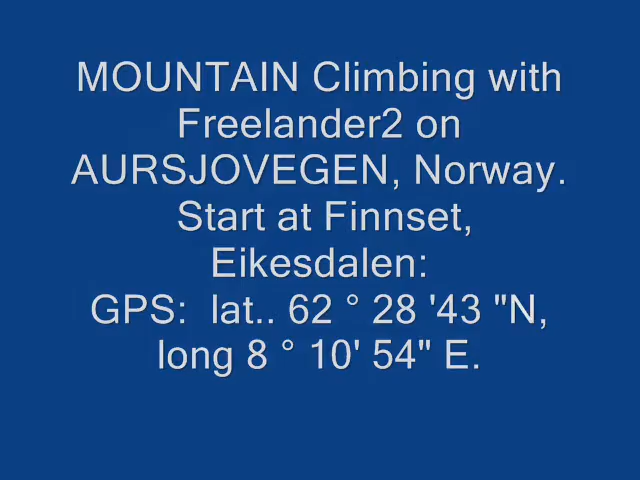 MOUNTAIN Climbing with
Freelander2 on
AURSJOVEGEN, Norway.
Start at Finnset,
Eikesdalen:
GPS:  lat.. 62 ° 28 '43 "N,
long 8 ° 10' 54" E.